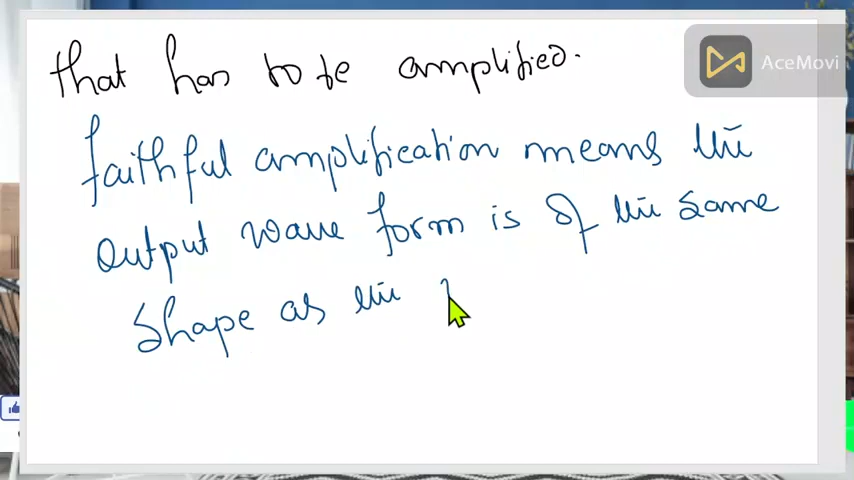 that has to be amplified.
AceMovi
faithful amplification means the
output wave form is of the same
shape as the